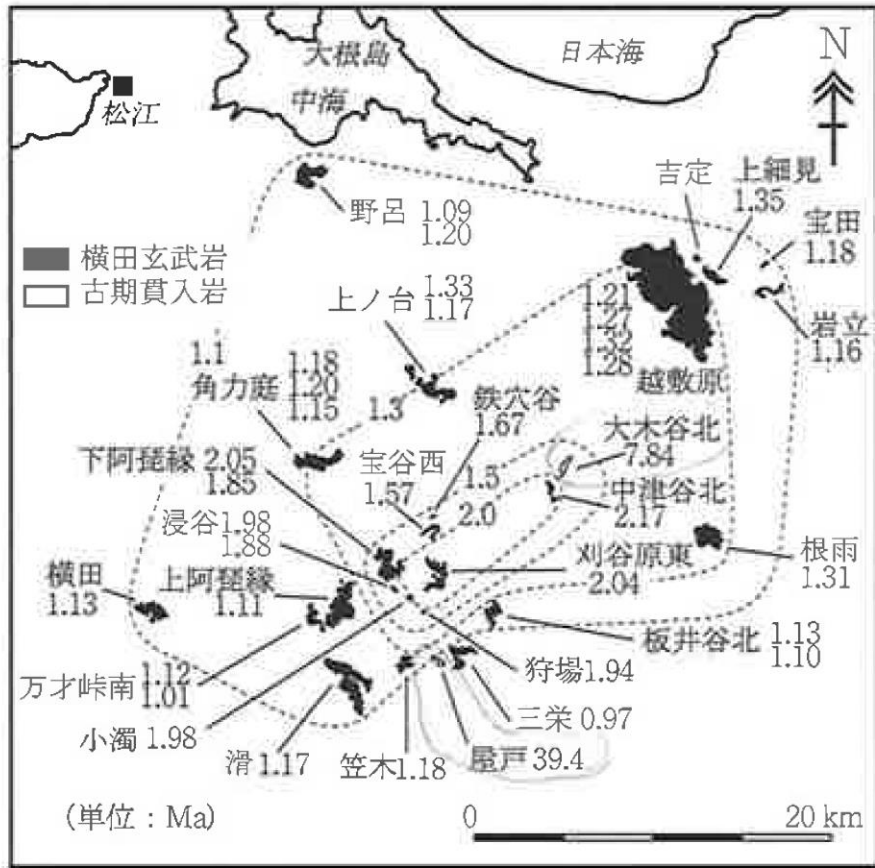 大根島
日本海
N
中海
松江
吉定
上細見
1.35
宝田
1.18
野呂 1.09
1.20
横田玄武岩
古期貫入岩
上ノ台 1.33
1.17
1.21
1.27
1.32
1.28
越敷原
岩立
1.16
1.1
角力庭 1.18
1.20
1.15
1.3
鉄穴谷
1.67
大木谷北
7.84
下阿毘縁 2.05
1.85
宝谷西
1.57
1.5
2.0
中津谷北
2.17
浸谷 1.98
1.88
刈谷原東
2.04
根雨
1.31
横田
1.13
上阿毘縁
1.11
板井谷北 1.13
1.10
万才峠南 1.12
1.01
狩場 1.94
小濁 1.98
三栄 0.97
滑 1.17
笠木 1.18
屋戸 39.4
(単位：Ma)
0 20 km